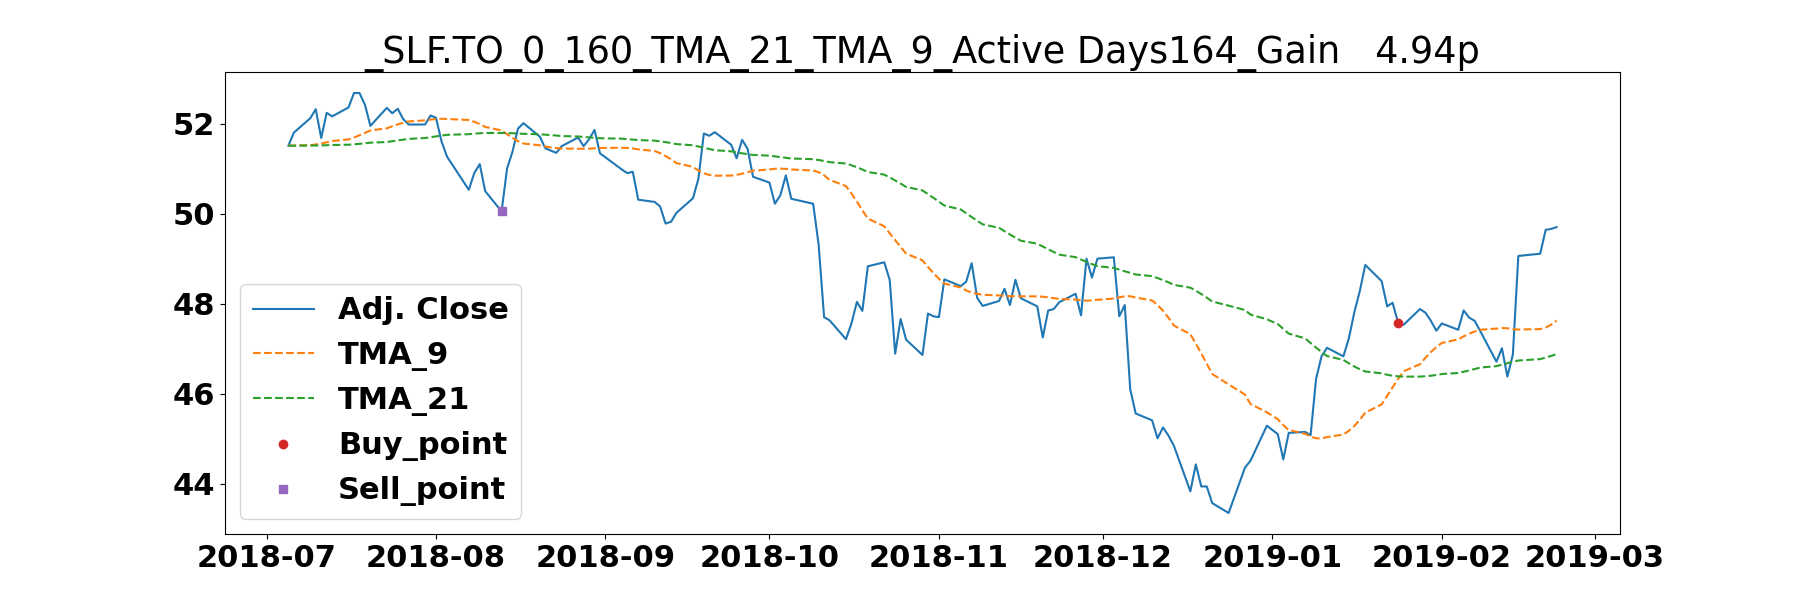 _SLF.TO_0_160_TMA_21_TMA_9_Active Days164_Gain   4.94p
52
50
48
46
44
Adj. Close
TMA_9
TMA_21
Buy_point
Sell_point
2018-07 2018-08 2018-09 2018-10 2018-11 2018-12 2019-01 2019-02 2019-03